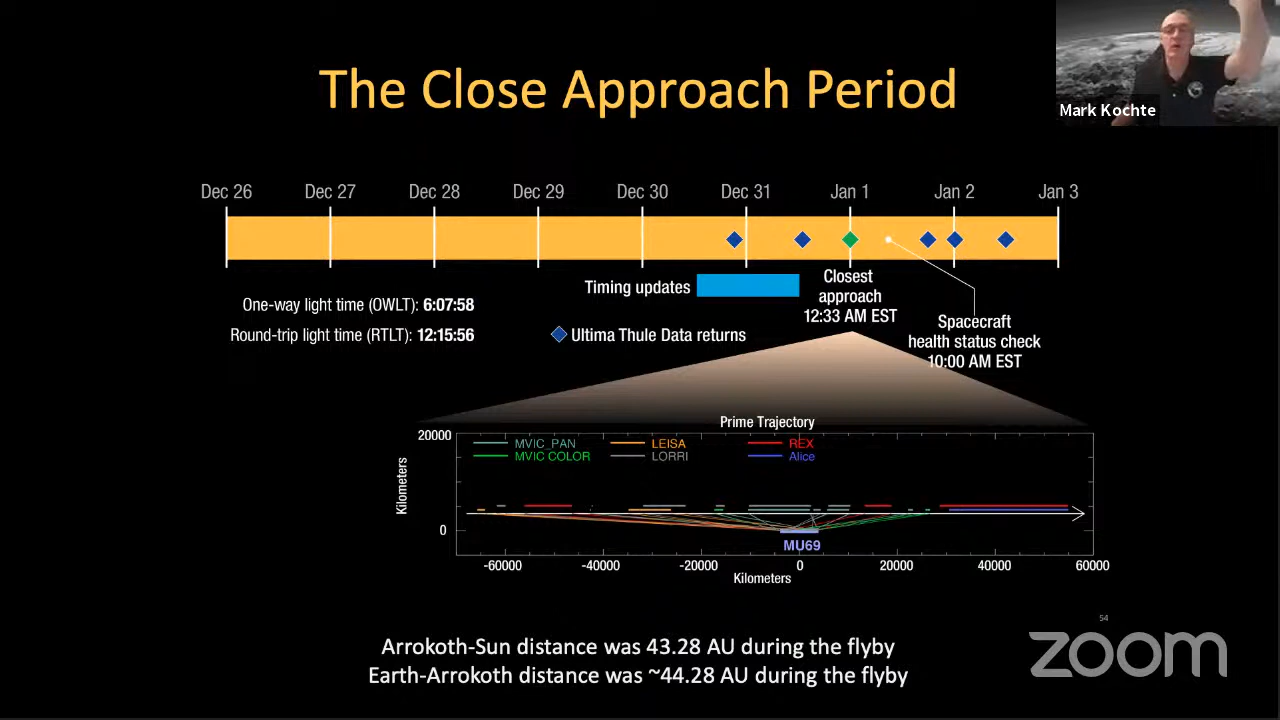 The Close Approach Period
Mark Kochte
Dec 26 Dec 27 Dec 28 Dec 29 Dec 30 Dec 31 Jan 1 Jan 2 Jan 3
Timing updates
Closest
approach
12:33 AM EST
One-way light time (OWLT): 6:07:58
Round-trip light time (RTLT): 12:15:56
Ultima Thule Data returns
Spacecraft
health status check
10:00 AM EST
Prime Trajectory
20000
MVIC_PAN LEISA REX
MVIC COLOR LORRI Alice
Kilometers
0
MU69
-60000 -40000 -20000 0 20000 40000 60000
Kilometers
54
zoom
Arrokoth-Sun distance was 43.28 AU during the flyby
Earth-Arrokoth distance was ~44.28 AU during the flyby